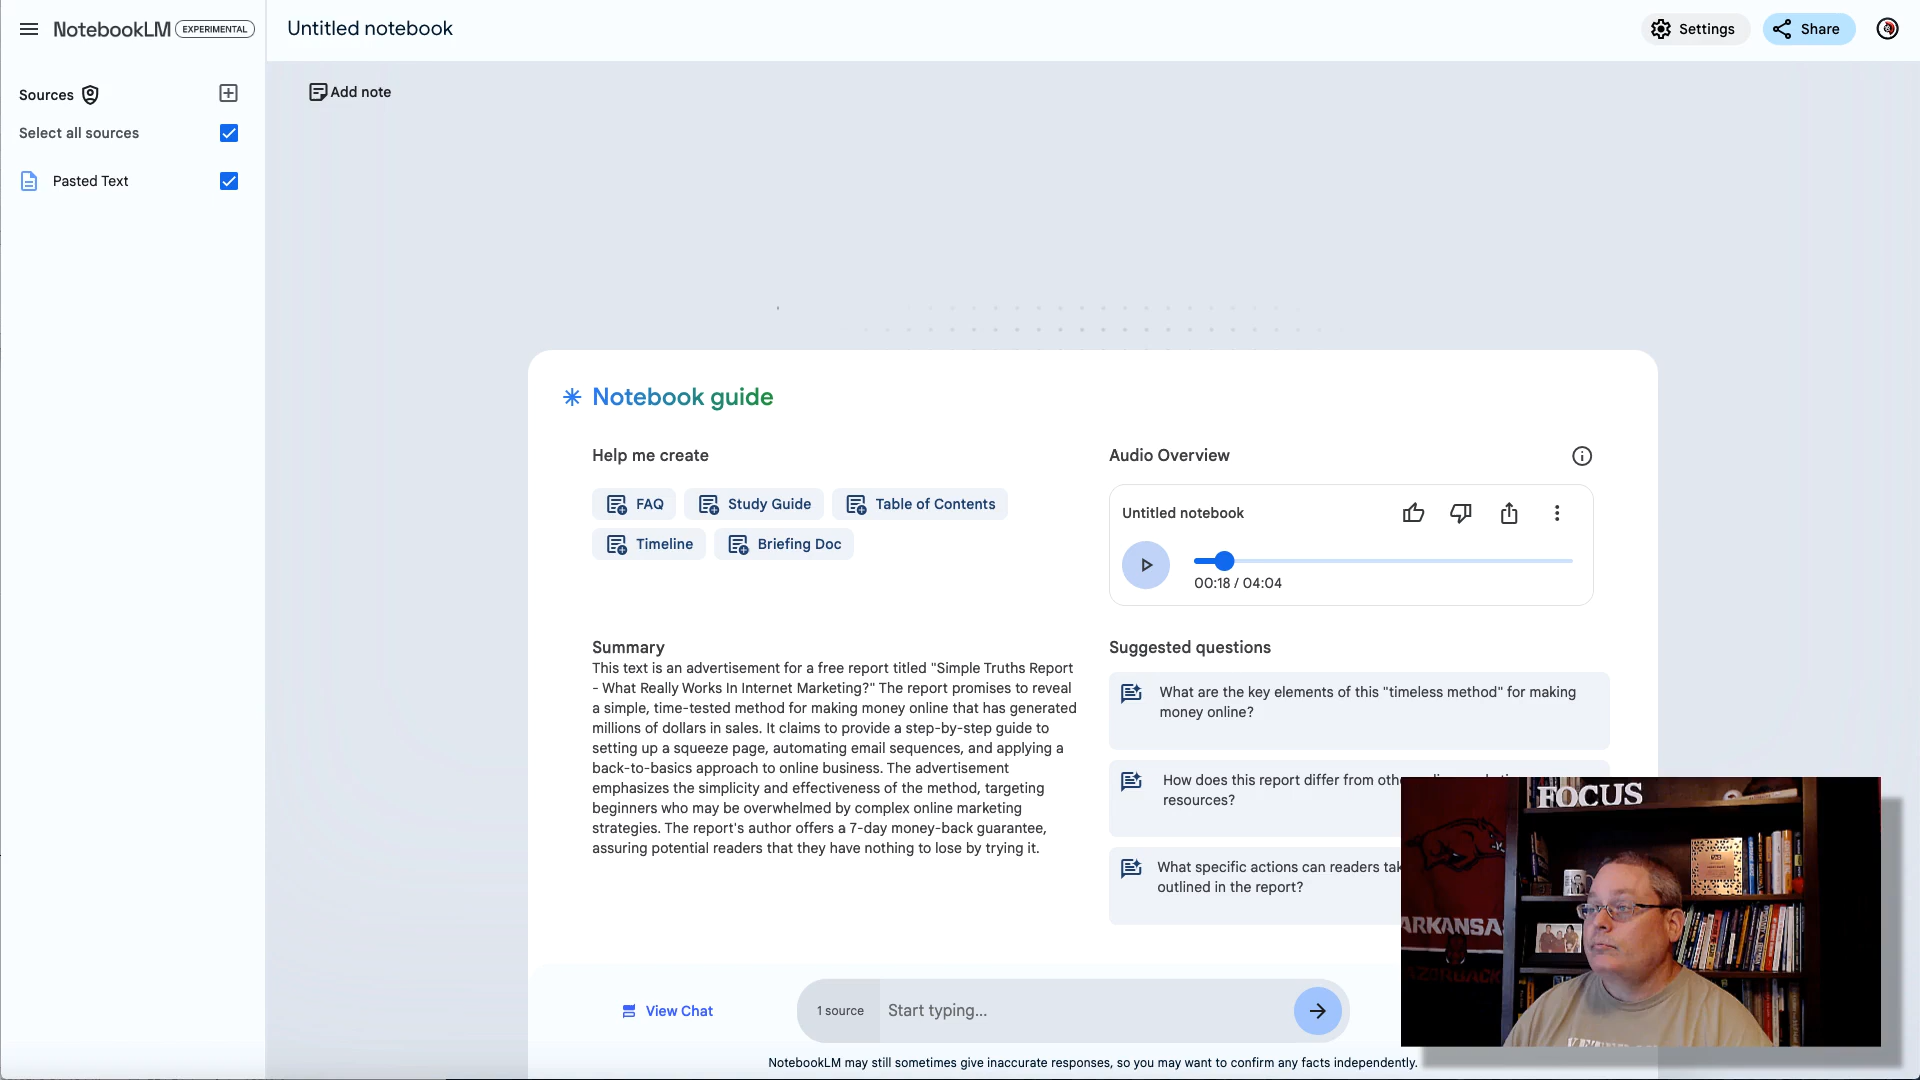 NotebookLM EXPERIMENTAL
Untitled notebook
Settings
Share
Sources
Add note
Select all sources
Pasted Text
Notebook guide
Help me create
FAQ
Study Guide
Table of Contents
Timeline
Briefing Doc
Audio Overview
Untitled notebook
00:18 / 04:04
Summary
This text is an advertisement for a free report titled "Simple Truths Report
- What Really Works In Internet Marketing?" The report promises to reveal
a simple, time-tested method for making money online that has generated
millions of dollars in sales. It claims to provide a step-by-step guide to
setting up a squeeze page, automating email sequences, and applying a
back-to-basics approach to online business. The advertisement
emphasizes the simplicity and effectiveness of the method, targeting
beginners who may be overwhelmed by complex online marketing
strategies. The report's author offers a 7-day money-back guarantee,
assuring potential readers that they have nothing to lose by trying it.
Suggested questions
What are the key elements of this "timeless method" for making
money online?
How does this report differ from
resources?
What specific actions can readers
outlined in the report?
View Chat
1 source
Start typing...
NotebookLM may still sometimes give inaccurate responses, so you may want to confirm any facts independently.
FOCUS
ARKANSAS